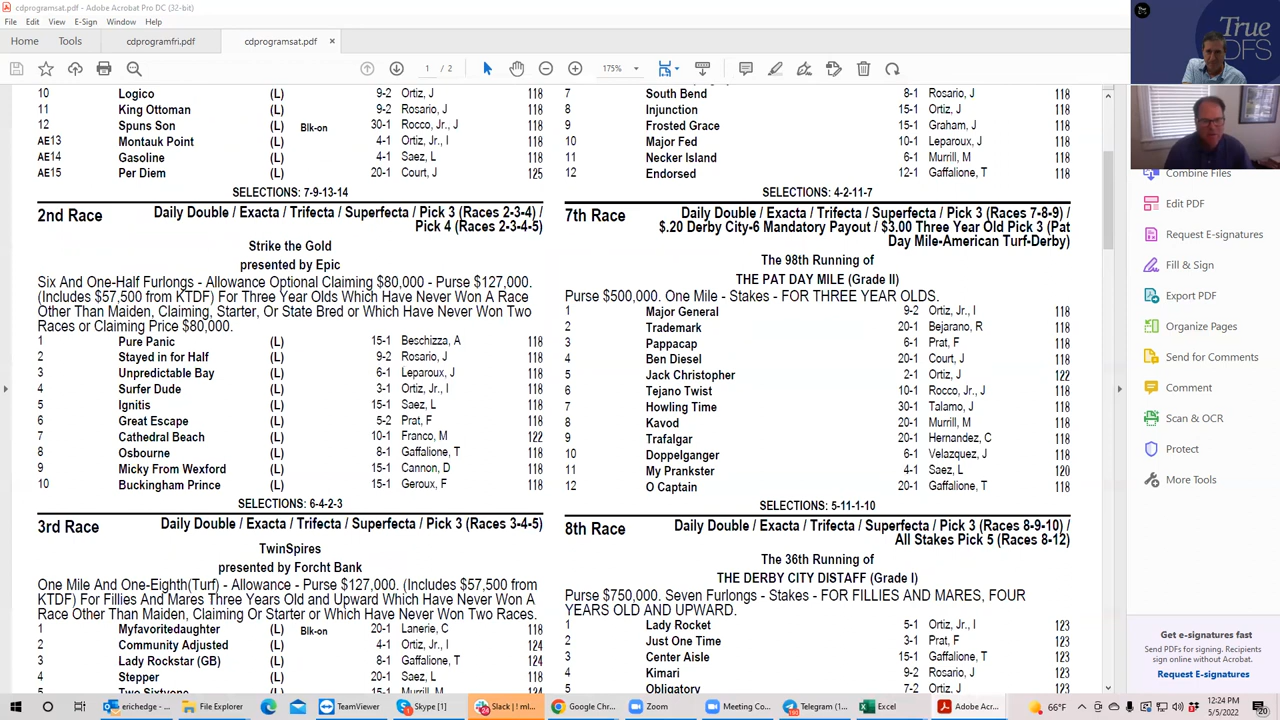 cdprogramsat.pdf - Adobe Acrobat Pro DC (32-bit)
File Edit View E-Sign Window Help
Home Tools cdprogramfri.pdf cdprogramsat.pdf ×
1 / 2 175%
10 Logico (L) 9-2 Ortiz, J 118
11 King Ottoman (L) 9-2 Rosario, J 118
12 Spuns Son (L) Blk-on 30-1 Rocco, Jr., J 118
AE13 Montauk Point (L) 4-1 Ortiz, Jr., I 118
AE14 Gasoline (L) 4-1 Saez, L 118
AE15 Per Diem (L) 20-1 Court, J 125
SELECTIONS: 7-9-13-14
2nd Race Daily Double / Exacta / Trifecta / Superfecta / Pick 3 (Races 2-3-4) /
Pick 4 (Races 2-3-4-5)
Strike the Gold
presented by Epic
Six And One-Half Furlongs - Allowance Optional Claiming $80,000 - Purse $127,000.
(Includes $57,500 from KTDF) For Three Year Olds Which Have Never Won A Race
Other Than Maiden, Claiming, Starter, Or State Bred or Which Have Never Won Two
Races or Claiming Price $80,000.
1 Pure Panic (L) 15-1 Beschizza, A 118
2 Stayed in for Half (L) 9-2 Rosario, J 118
3 Unpredictable Bay (L) 6-1 Leparoux, J 118
4 Surfer Dude (L) 3-1 Ortiz, Jr., I 118
5 Ignitis (L) 15-1 Saez, L 118
6 Great Escape (L) 5-2 Prat, F 118
7 Cathedral Beach (L) 10-1 Franco, M 122
8 Osbourne (L) 8-1 Gaffalione, T 118
9 Micky From Wexford (L) 15-1 Cannon, D 118
10 Buckingham Prince (L) 15-1 Geroux, F 118
SELECTIONS: 6-4-2-3
3rd Race Daily Double / Exacta / Trifecta / Superfecta / Pick 3 (Races 3-4-5)
TwinSpires
presented by Forcht Bank
One Mile And One-Eighth(Turf) - Allowance - Purse $127,000. (Includes $57,500 from
KTDF) For Fillies And Mares Three Years Old and Upward Which Have Never Won A
Race Other Than Maiden, Claiming Or Starter or Which Have Never Won Two Races.
1 Myfavoritedaughter (L) Blk-on 20-1 Lanerie, C 118
2 Community Adjusted (L) 4-1 Ortiz, Jr., I 124
3 Lady Rockstar (GB) (L) 8-1 Gaffalione, T 124
4 Stepper (L) 20-1 Court, J 118
5 Two Sixtyone (L) 15-1 Murrill, M 124
7 South Bend 8-1 Rosario, J 118
8 Injunction 15-1 Ortiz, J 118
9 Frosted Grace 15-1 Graham, J 118
10 Major Fed 10-1 Leparoux, J 118
11 Necker Island 6-1 Murrill, M 118
12 Endorsed 12-1 Gaffalione, T 118
SELECTIONS: 4-2-11-7
7th Race Daily Double / Exacta / Trifecta / Superfecta / Pick 3 (Races 7-8-9) /
$.20 Derby City-6 Mandatory Payout / $3.00 Three Year Old Pick 3 (Pat
Day Mile-American Turf-Derby)
The 98th Running of
THE PAT DAY MILE (Grade II)
Purse $500,000. One Mile - Stakes - FOR THREE YEAR OLDS.
1 Major General 9-2 Ortiz, Jr., I 118
2 Trademark 20-1 Bejarano, R 118
3 Pappacap 6-1 Prat, F 118
4 Ben Diesel 20-1 Court, J 118
5 Jack Christopher 2-1 Ortiz, J 122
6 Tejano Twist 10-1 Rocco, Jr., J 118
7 Howling Time 30-1 Talamo, J 118
8 Kavod 20-1 Murrill, M 118
9 Trafalgar 20-1 Hernandez, C 118
10 Doppelganger 6-1 Velazquez, J 118
11 My Prankster 4-1 Saez, L 120
12 O Captain 20-1 Gaffalione, T 118
SELECTIONS: 5-11-1-10
8th Race Daily Double / Exacta / Trifecta / Superfecta / Pick 3 (Races 8-9-10) /
All Stakes Pick 5 (Races 8-12)
The 36th Running of
THE DERBY CITY DISTAFF (Grade I)
Purse $750,000. Seven Furlongs - Stakes - FOR FILLIES AND MARES, FOUR
YEARS OLD AND UPWARD.
1 Lady Rocket 5-1 Ortiz, Jr., I 123
2 Just One Time 3-1 Prat, F 123
3 Center Aisle 15-1 Gaffalione, T 123
4 Kimari 9-2 Rosario, J 123
5 Obligatory 7-2 Ortiz, J 123
True
DFS
Combine Files
Edit PDF
Request E-signatures
Fill & Sign
Export PDF
Organize Pages
Send for Comments
Comment
Scan & OCR
Protect
More Tools
Get e-signatures fast
Send PDFs for signing. Recipients
sign online without Acrobat.
Request E-signatures
erichedge - ... File Explorer TeamViewer Skype [1] Slack | ! ml... Google Chr... Zoom Meeting Co... Telegram (1... Excel Adobe Acr... 66°F 12:24 PM
5/5/2022